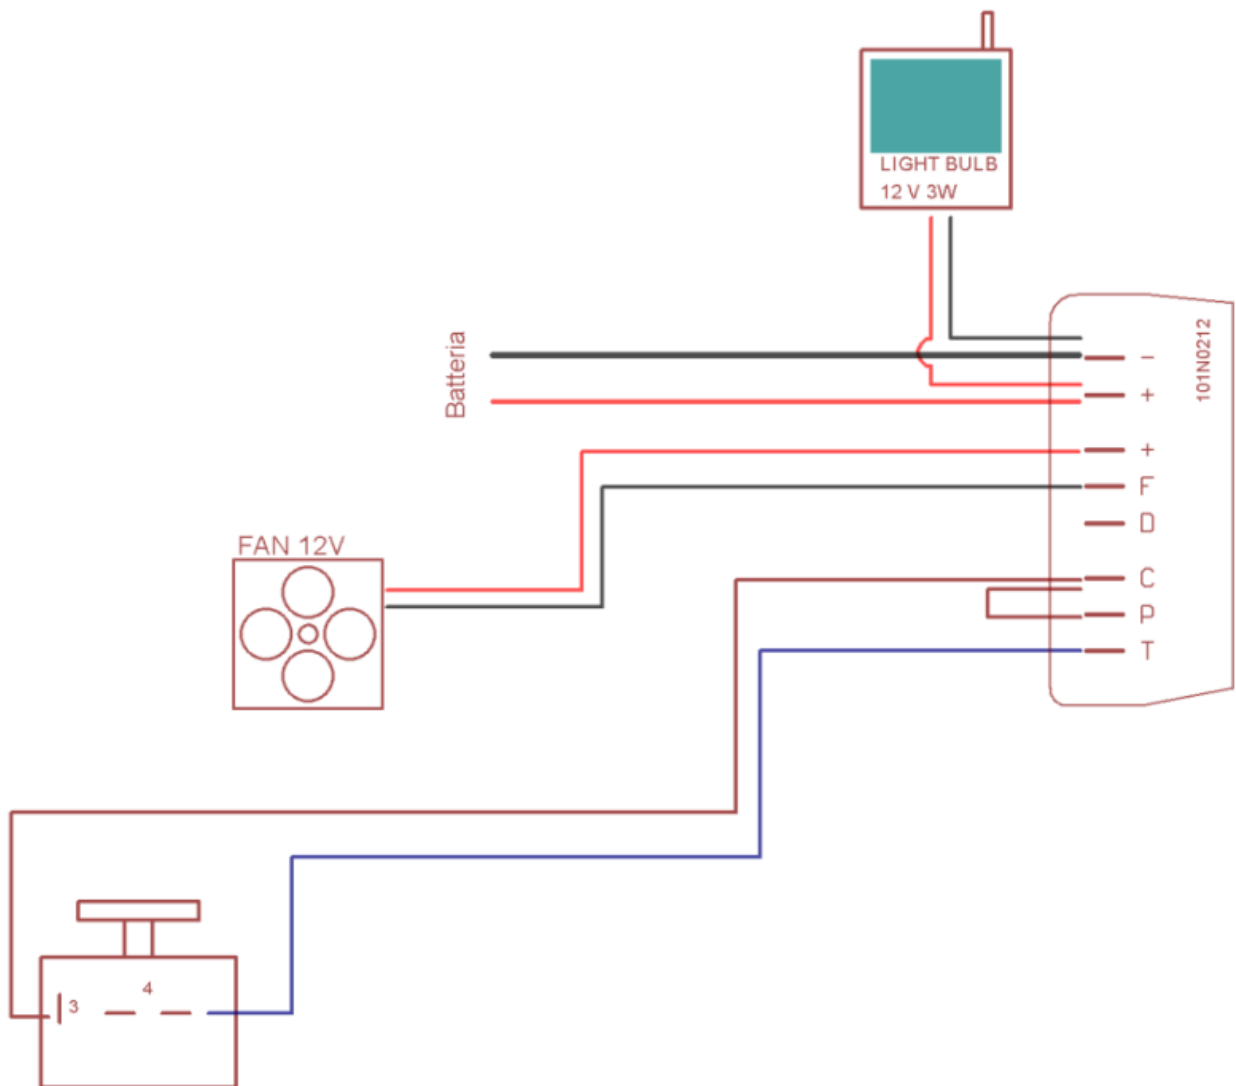 LIGHT BULB
12 V 3W
Batteria
101N0212
−
+
+
F
D
C
P
T
FAN 12V
4
3